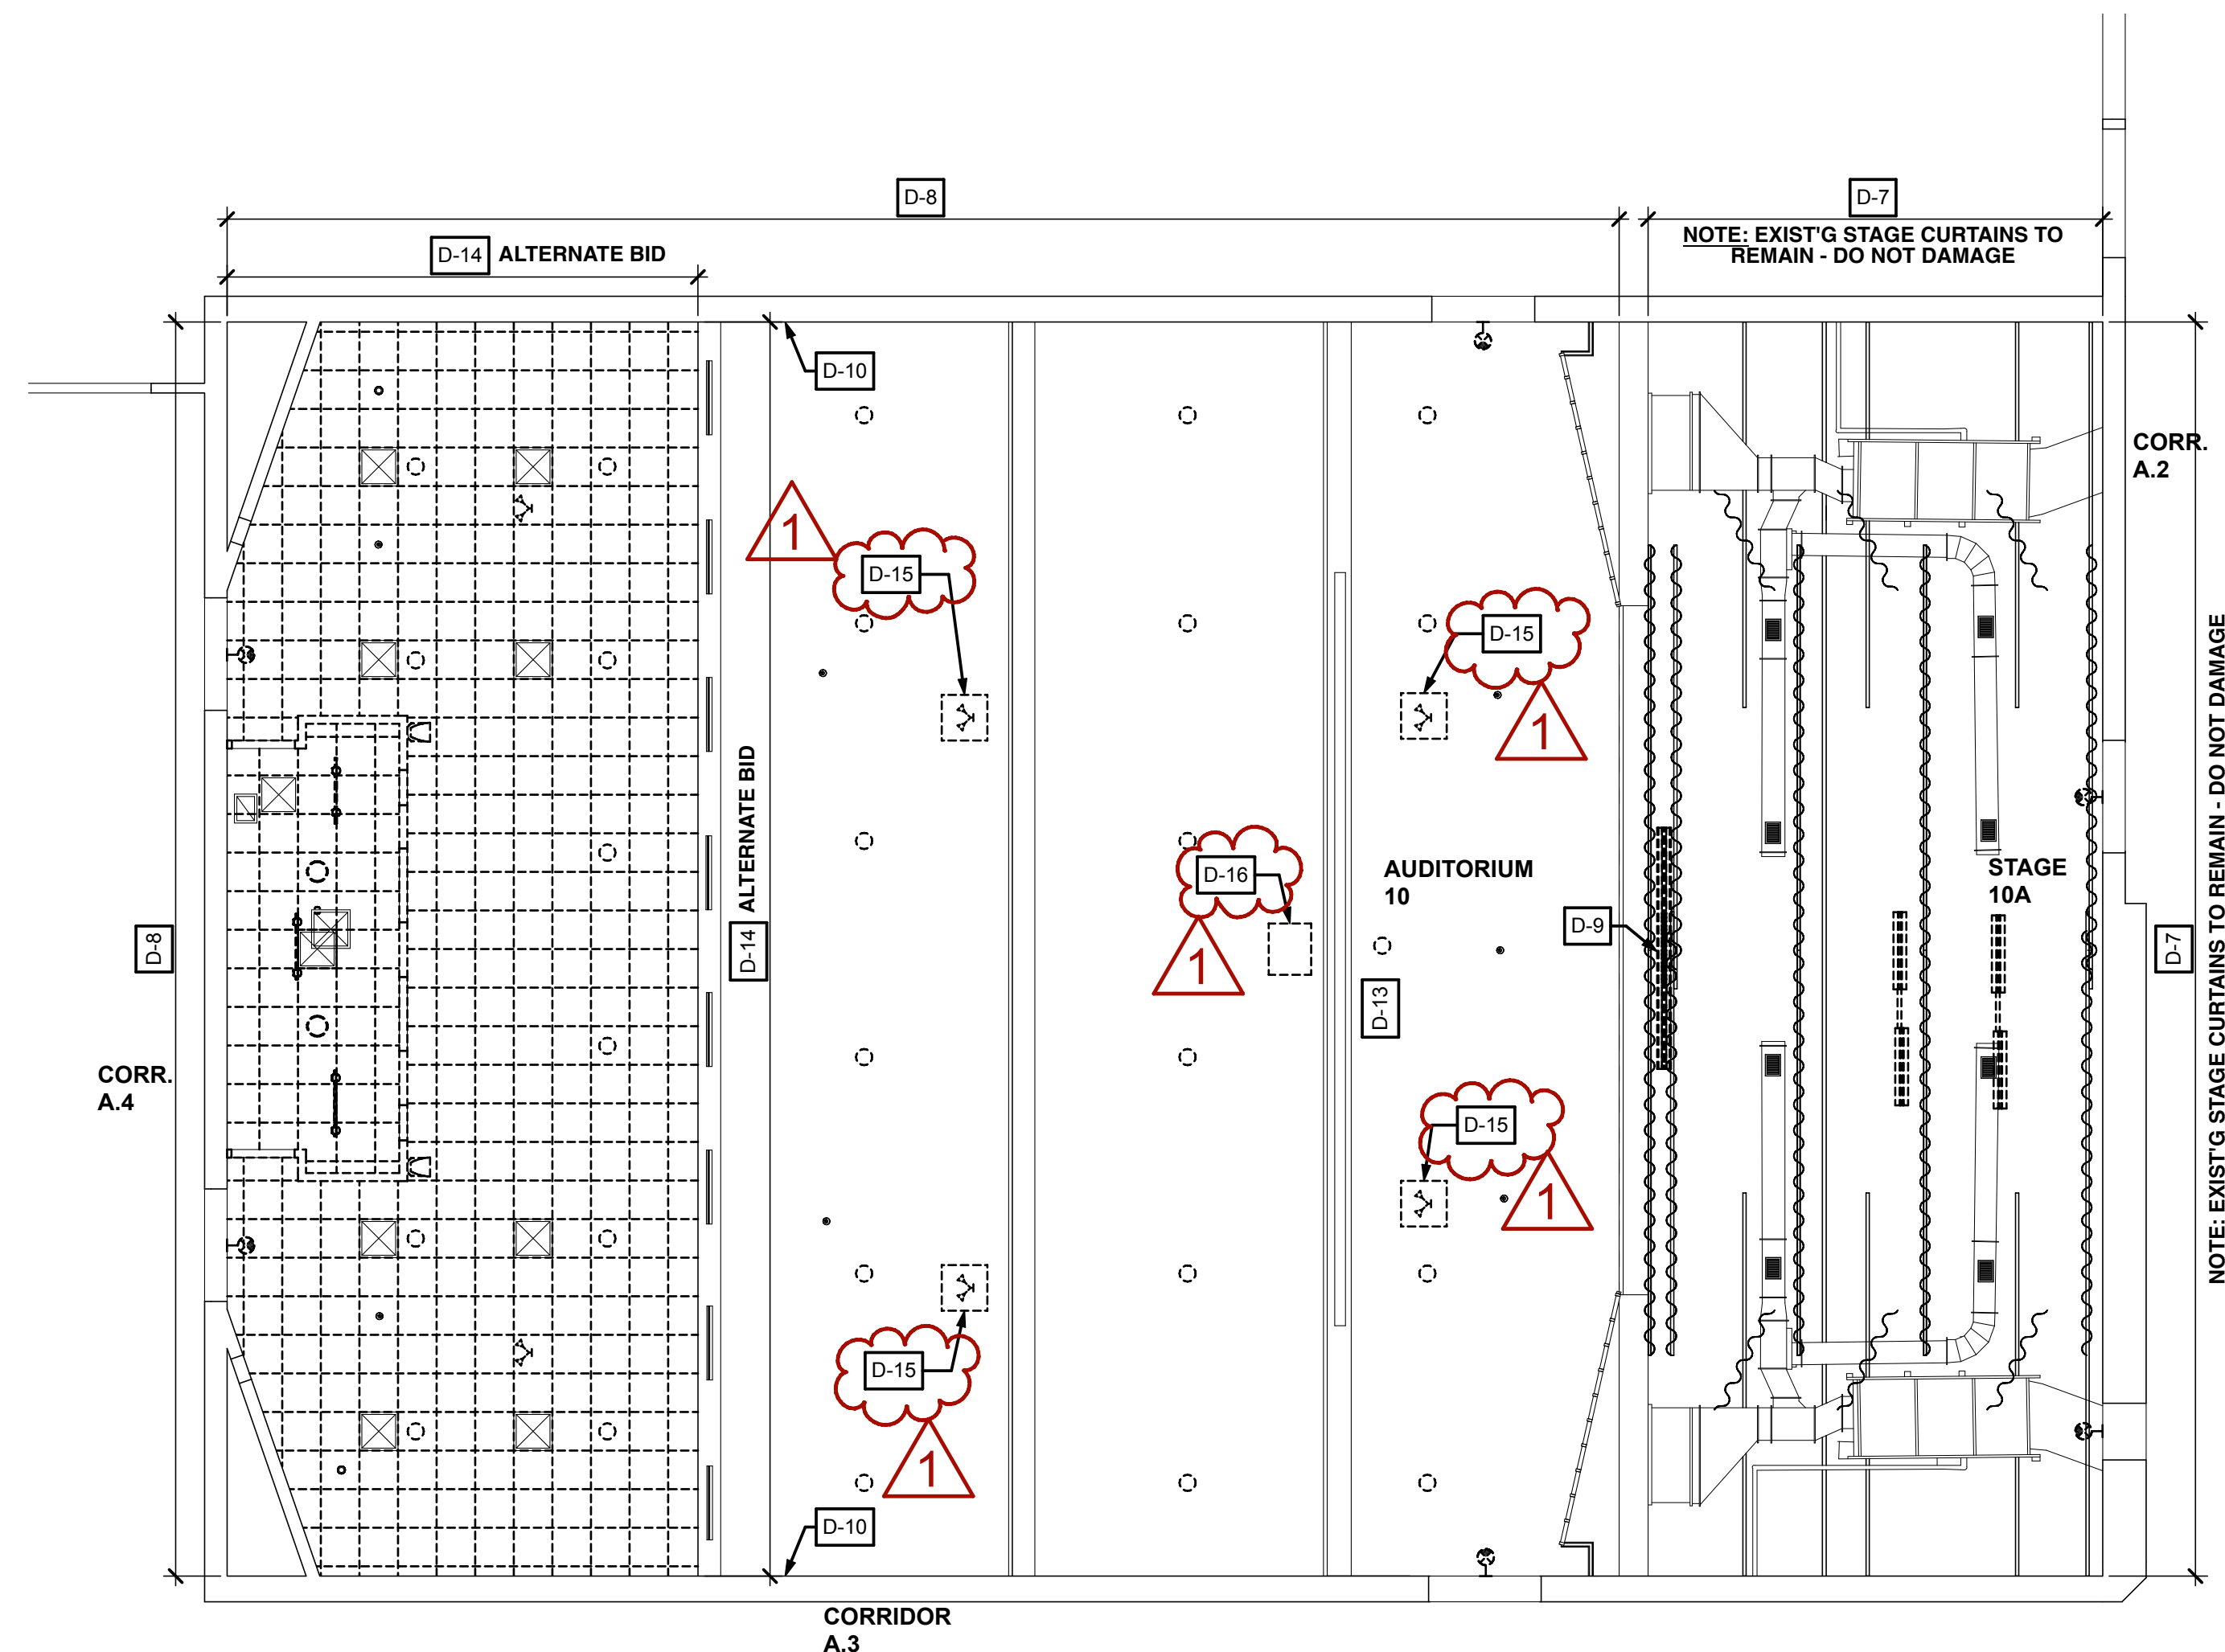 D-8
D-7
NOTE: EXIST'G STAGE CURTAINS TO
REMAIN - DO NOT DAMAGE
D-14 ALTERNATE BID
D-10
CORR.
A.2
1
D-15
D-15
1
NOTE: EXIST'G STAGE CURTAINS TO REMAIN - DO NOT DAMAGE
D-14 ALTERNATE BID
D-16
1
AUDITORIUM
10
STAGE
10A
D-9
D-8
D-7
D-13
CORR.
A.4
D-15
1
D-15
1
D-10
CORRIDOR
A.3